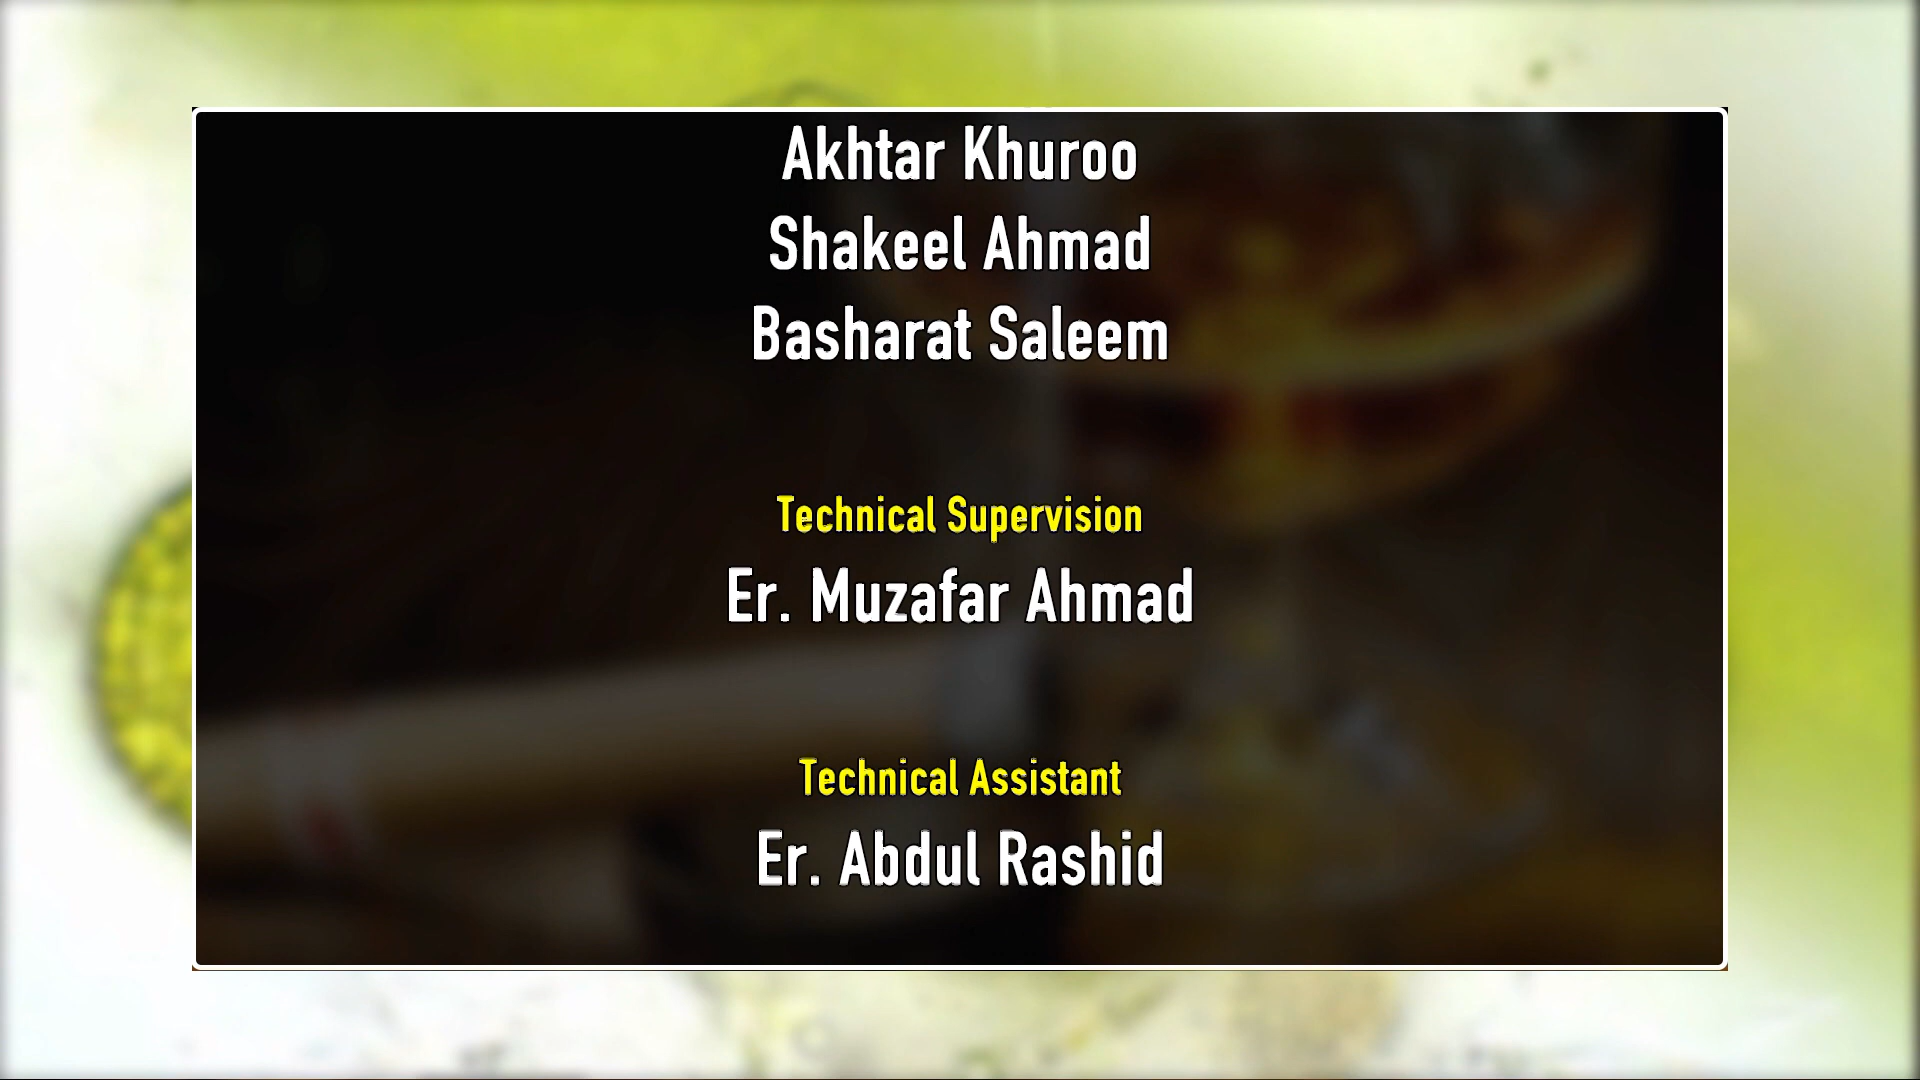 Akhtar Khuroo
Shakeel Ahmad
Basharat Saleem
Technical Supervision
Er. Muzafar Ahmad
Technical Assistant
Er. Abdul Rashid